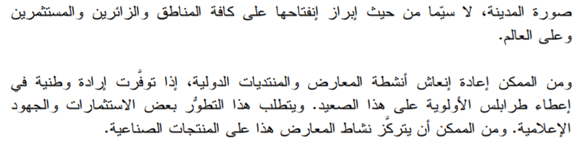 صورة المدينة، لا سيّما من حيث إبراز إنفتاحها على كافة المناطق والزائرين والمستثمرين
وعلى العالم.
ومن الممكن إعادة إنعاش أنشطة المعارض والمنتديات الدولية، إذا توفَّرت إرادة وطنية في
إعطاء طرابلس الأولوية على هذا الصعيد. ويتطلب هذا التطوُّر بعض الاستثمارات والجهود
الإعلامية. ومن الممكن أن يتركَّز نشاط المعارض هذا على المنتجات الصناعية.